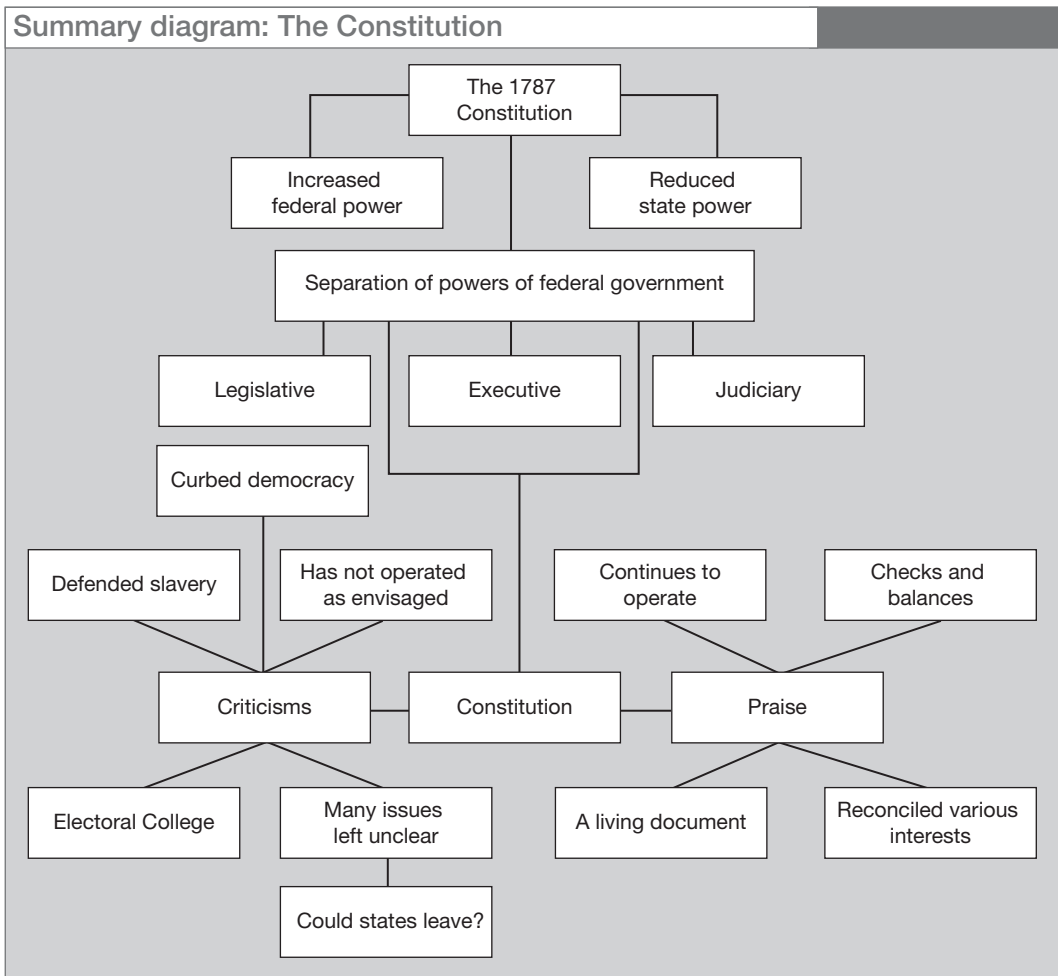 Summary diagram: The Constitution
The 1787
Constitution
Increased
federal power
Reduced
state power
Separation of powers of federal government
Legislative
Executive
Judiciary
Curbed democracy
Defended slavery
Has not operated
as envisaged
Continues to
operate
Checks and
balances
Criticisms
Constitution
Praise
Electoral College
Many issues
left unclear
A living document
Reconciled various
interests
Could states leave?